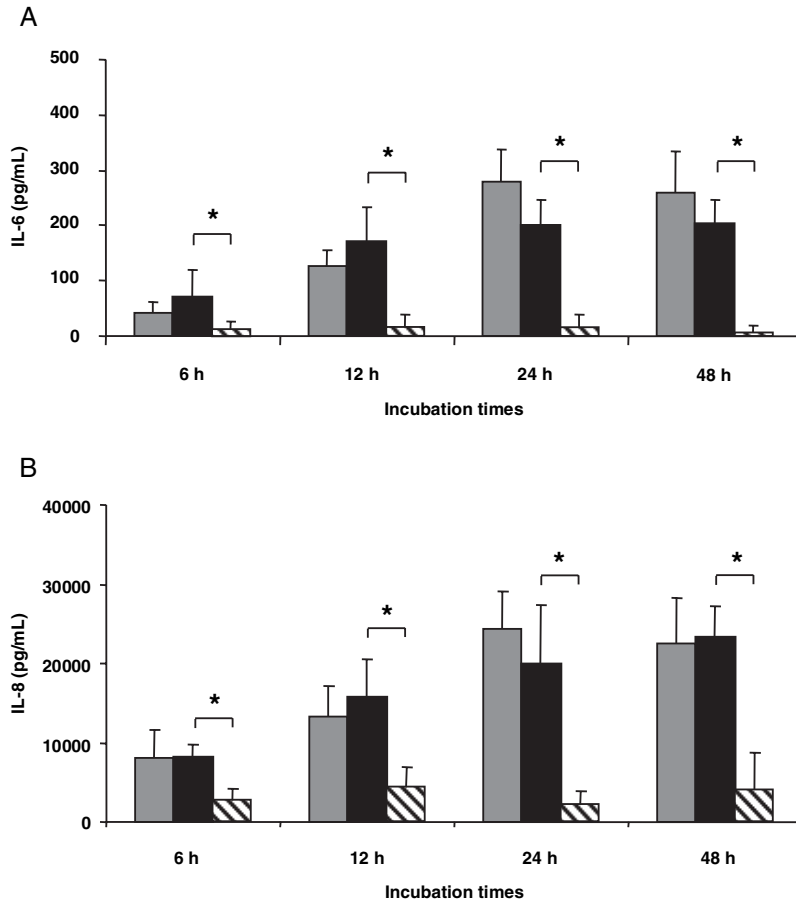 A
500
400
300
200
100
0
IL-6 (pg/mL)
*
*
*
*
6 h 12 h 24 h 48 h
Incubation times
B
40000
30000
20000
10000
0
IL-8 (pg/mL)
*
*
*
*
6 h 12 h 24 h 48 h
Incubation times